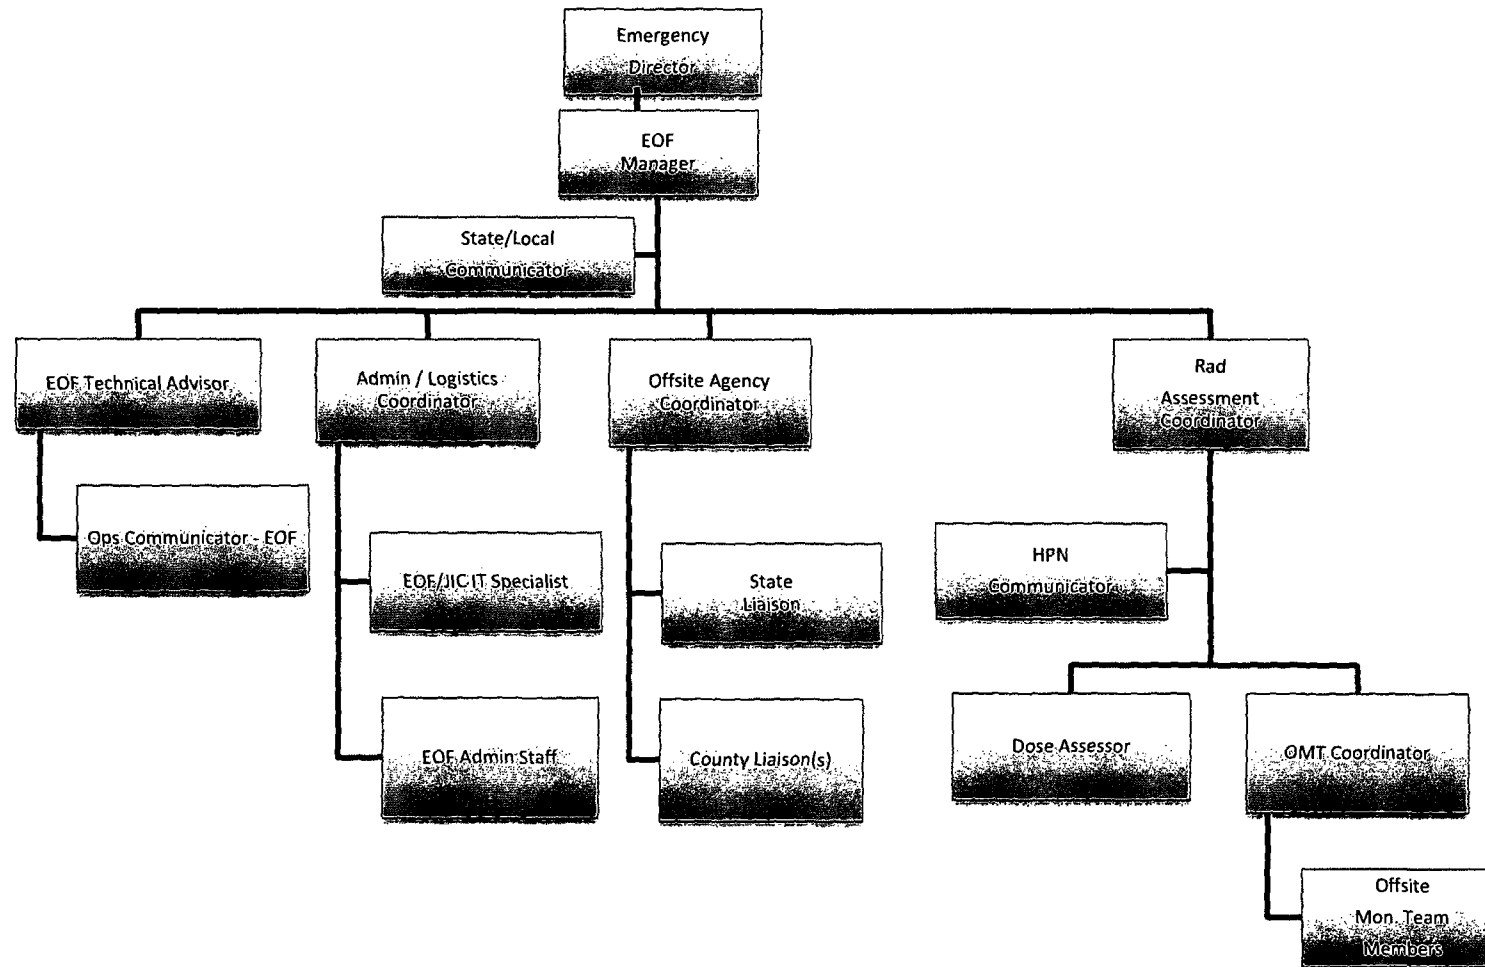 Emergency
Director
EOF
Manager
State/Local
Communicator
EOF Technical Advisor
Admin / Logistics
Coordinator
Offsite Agency
Coordinator
Rad
Assessment
Coordinator
Ops Communicator - EOF
EOF/JIC IT Specialist
State
Liaison
HPN
Communicator
EOF Admin Staff
County Liaison(s)
Dose Assessor
OMT Coordinator
Offsite
Mon. Team
Members